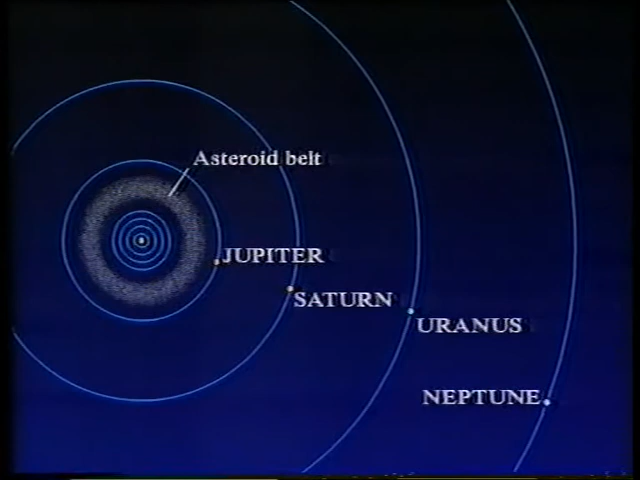 Asteroid belt
JUPITER
SATURN
URANUS
NEPTUNE